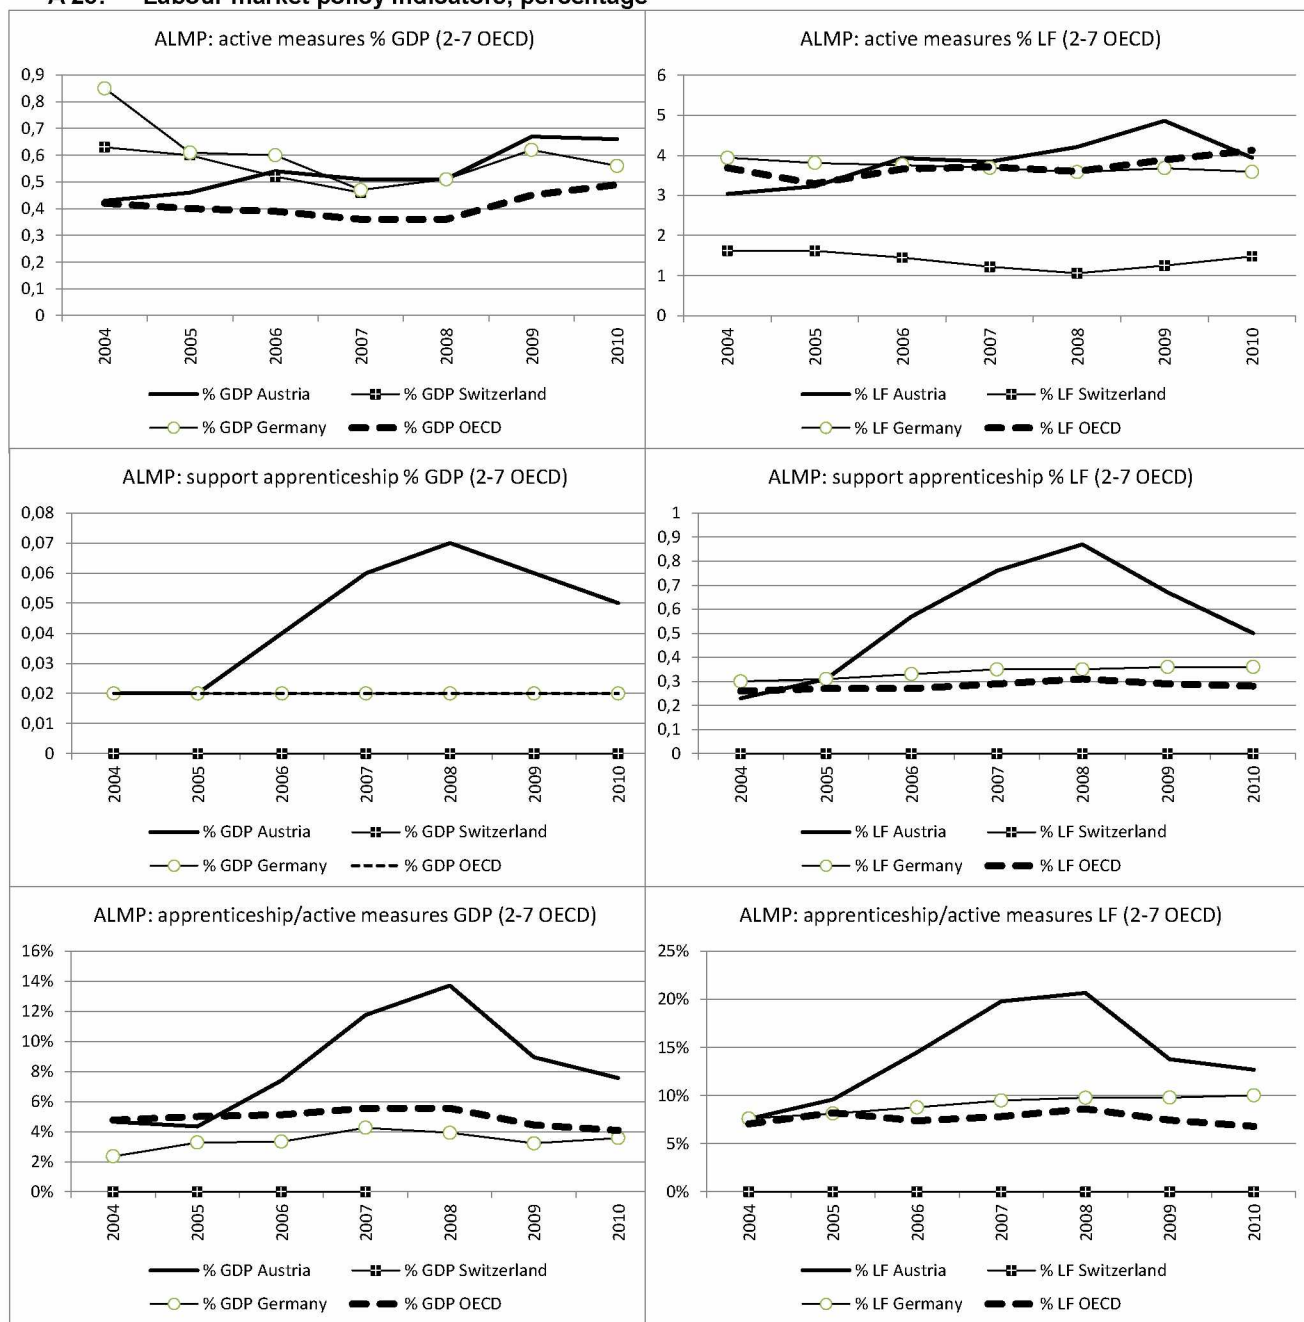 A 20: Labour market policy indicators, percentage
ALMP: active measures % GDP (2-7 OECD)
0,9
0,8
0,7
0,6
0,5
0,4
0,3
0,2
0,1
0
2004 2005 2006 2007 2008 2009 2010
% GDP Austria % GDP Switzerland
% GDP Germany % GDP OECD
ALMP: active measures % LF (2-7 OECD)
6
5
4
3
2
1
0
2004 2005 2006 2007 2008 2009 2010
% LF Austria % LF Switzerland
% LF Germany % LF OECD
ALMP: support apprenticeship % GDP (2-7 OECD)
0,08
0,07
0,06
0,05
0,04
0,03
0,02
0,01
0
2004 2005 2006 2007 2008 2009 2010
% GDP Austria % GDP Switzerland
% GDP Germany % GDP OECD
ALMP: support apprenticeship % LF (2-7 OECD)
1
0,9
0,8
0,7
0,6
0,5
0,4
0,3
0,2
0,1
0
2004 2005 2006 2007 2008 2009 2010
% LF Austria % LF Switzerland
% LF Germany % LF OECD
ALMP: apprenticeship/active measures GDP (2-7 OECD)
16%
14%
12%
10%
8%
6%
4%
2%
0%
2004 2005 2006 2007 2008 2009 2010
% GDP Austria % GDP Switzerland
% GDP Germany % GDP OECD
ALMP: apprenticeship/active measures LF (2-7 OECD)
25%
20%
15%
10%
5%
0%
2004 2005 2006 2007 2008 2009 2010
% LF Austria % LF Switzerland
% LF Germany % LF OECD